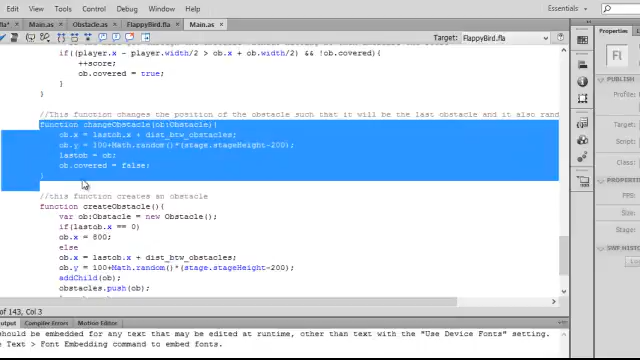 Edit View Text Commands Control Debug Window Help Essentials
fla* × Main.as × Obstacle.as × FlappyBird.fla × Main.as ×
Target: FlappyBird.fla
if((player.x - player.width/2 > ob.x + ob.width/2) && !ob.covered){
++score;
ob.covered = true;
}
}
//This function changes the position of the obstacle such that it will be the last obstacle and it also ran
function changeObstacle(ob:Obstacle){
ob.x = lastob.x + dist_btw_obstacles;
ob.y = 100+Math.random()*(stage.stageHeight-200);
lastob = ob;
ob.covered = false;
}
//this function creates an obstacle
function createObstacle(){
var ob:Obstacle = new Obstacle();
if(lastob.x == 0)
ob.x = 800;
else
ob.x = lastob.x + dist_btw_obstacles;
ob.y = 100+Math.random()*(stage.stageHeight-200);
addChild(ob);
obstacles.push(ob);
of 143, Col 3
Output Compiler Errors Motion Editor
should be embedded for any text that may be edited at runtime, other than text with the "Use Device Fonts" setting.
Text > Font Embedding command to embed fonts.
Properties
Fl
PUBLISH
Profile:
Player:
Script:
Class:
PROPERTIES
FPS:
Size:
Stage:
SWF HISTORY